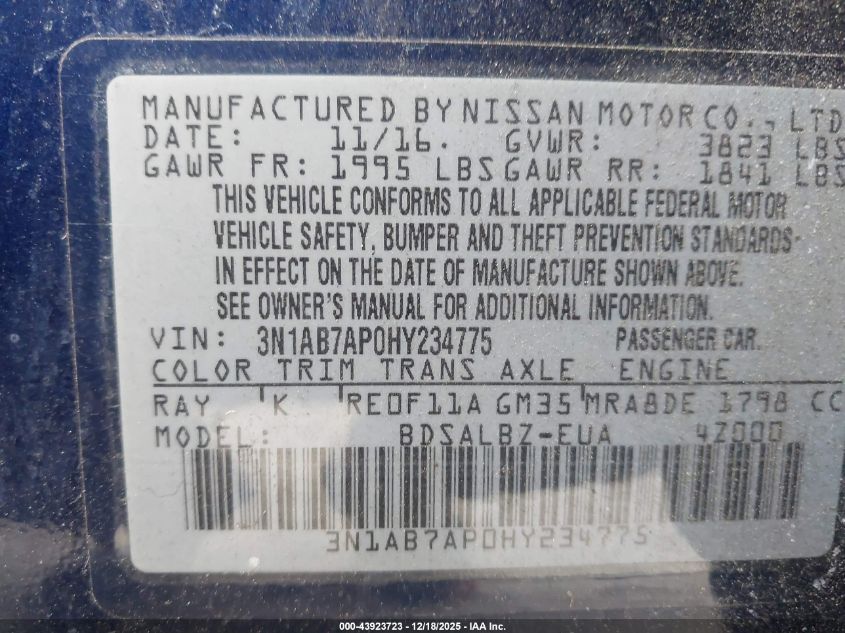 MANUFACTURED BY NISSAN MOTOR CO., LTD
DATE: 11/16. GVWR: 3823 LBS
GAWR FR: 1995 LBS GAWR RR: 1841 LBS
THIS VEHICLE CONFORMS TO ALL APPLICABLE FEDERAL MOTOR
VEHICLE SAFETY, BUMPER AND THEFT PREVENTION STANDARDS
IN EFFECT ON THE DATE OF MANUFACTURE SHOWN ABOVE.
SEE OWNER'S MANUAL FOR ADDITIONAL INFORMATION.
VIN: 3N1AB7AP0HY234775 PASSENGER CAR.
COLOR TRIM TRANS AXLE ENGINE
RAY K RE0F11A GM35 MRA8DE 1798 CC
MODEL: BDSALBZ-EUA 4Z000
3N1AB7AP0HY234775
000-43923723 | 12/18/2025 - IAA Inc.